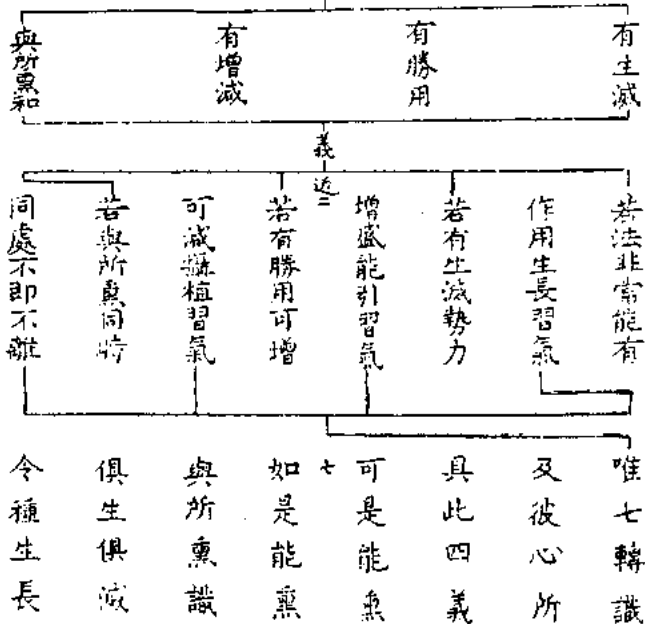 有生滅
有勝用
有增減
與所熏和
義
近二
若法非常能有
作用生長習氣
若有生滅勢力
增盛能引習氣
若有勝用可增
可減攝植習氣
若與所熏同時
同處不即不離
唯七轉識
及彼心所
具此四義
可是能熏
七
如是能熏
與所熏識
俱生俱滅
令種生長